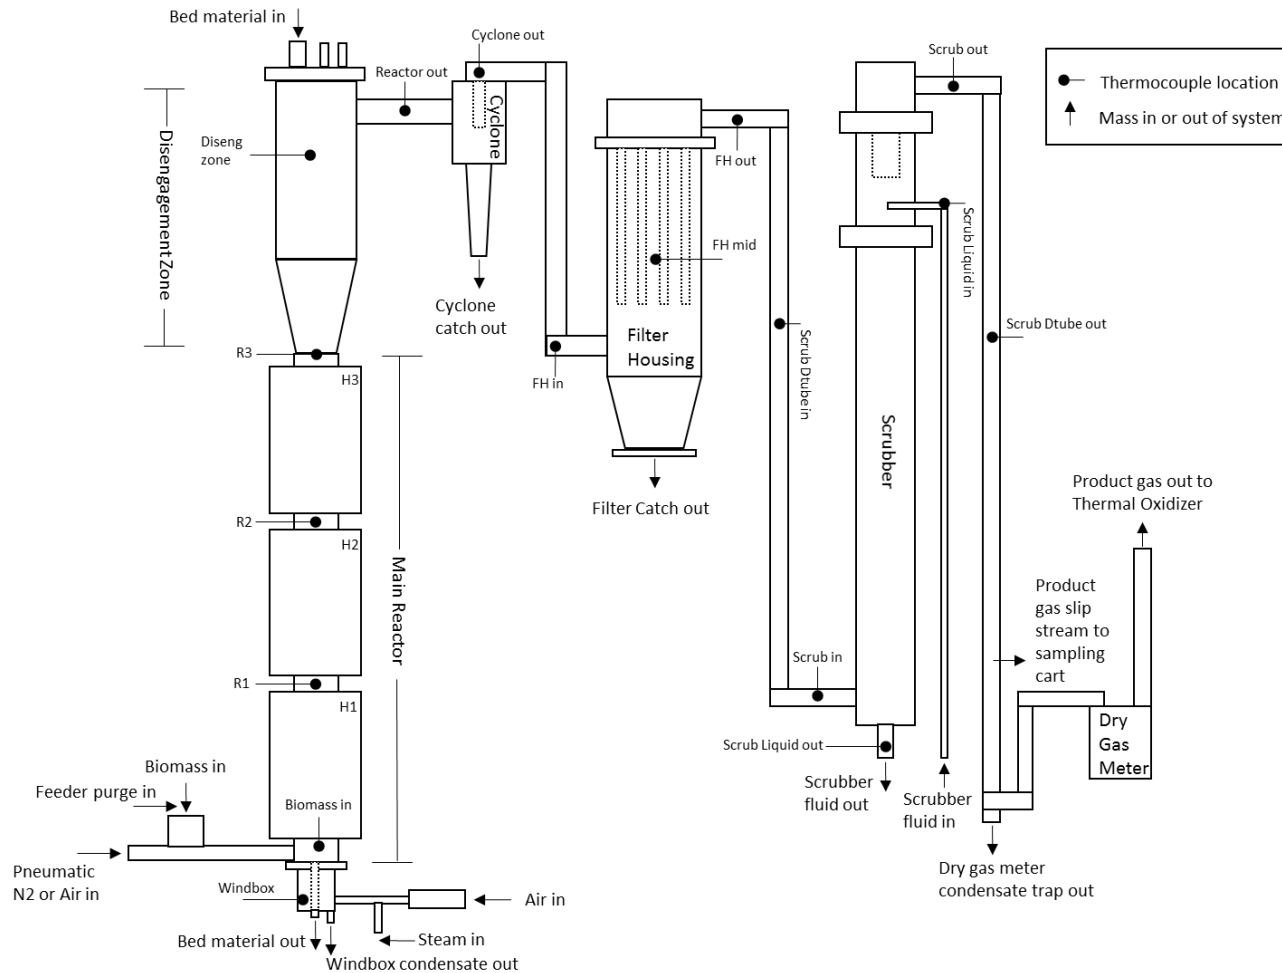 Bed material in
Cyclone out
Scrub out
Reactor out
Thermocouple location
Mass in or out of system
Cyclone
Disengagement Zone
Diseng
zone
FH out
FH mid
Scrub Liquid in
Cyclone
catch out
Filter
Housing
Scrub Dtube in
Scrub Dtube out
R3
H3
FH in
Scrubber
Filter Catch out
Product gas out to
Thermal Oxidizer
R2
H2
Main Reactor
Product
gas slip
stream to
sampling
cart
Scrub in
R1
H1
Dry
Gas
Meter
Scrub Liquid out
Biomass in
Feeder purge in
Biomass in
Scrubber
fluid out
Scrubber
fluid in
Pneumatic
N2 or Air in
Windbox
Air in
Dry gas meter
condensate trap out
Bed material out
Steam in
Windbox condensate out